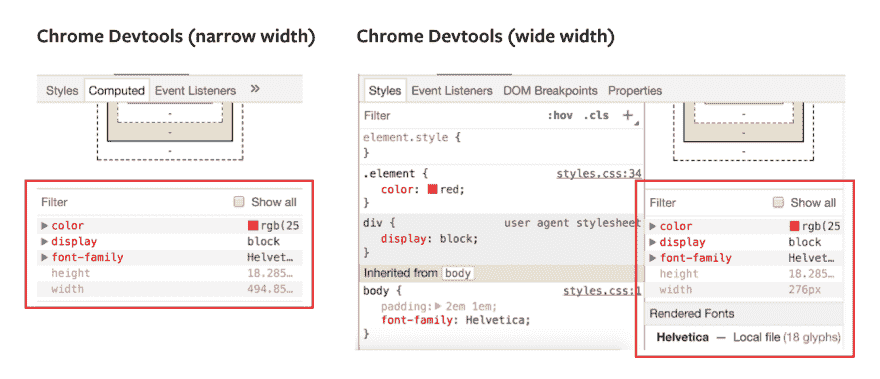 Chrome Devtools (narrow width)
Styles Computed Event Listeners »
-
-
-
Filter Show all
color rgb(25
display block
font-family Helvet…
height 18.285…
width 494.85…
Chrome Devtools (wide width)
Styles Event Listeners DOM Breakpoints Properties
Filter :hov .cls +
element.style {
}
.element { styles.css:34
color: red;
}
div { user agent stylesheet
display: block;
}
Inherited from body
body { styles.css:1
padding: 2em 1em;
font-family: Helvetica;
}
-
-
-
Filter Show all
color rgb(25
display block
font-family Helvet…
height 18.285…
width 276px
Rendered Fonts
Helvetica — Local file (18 glyphs)